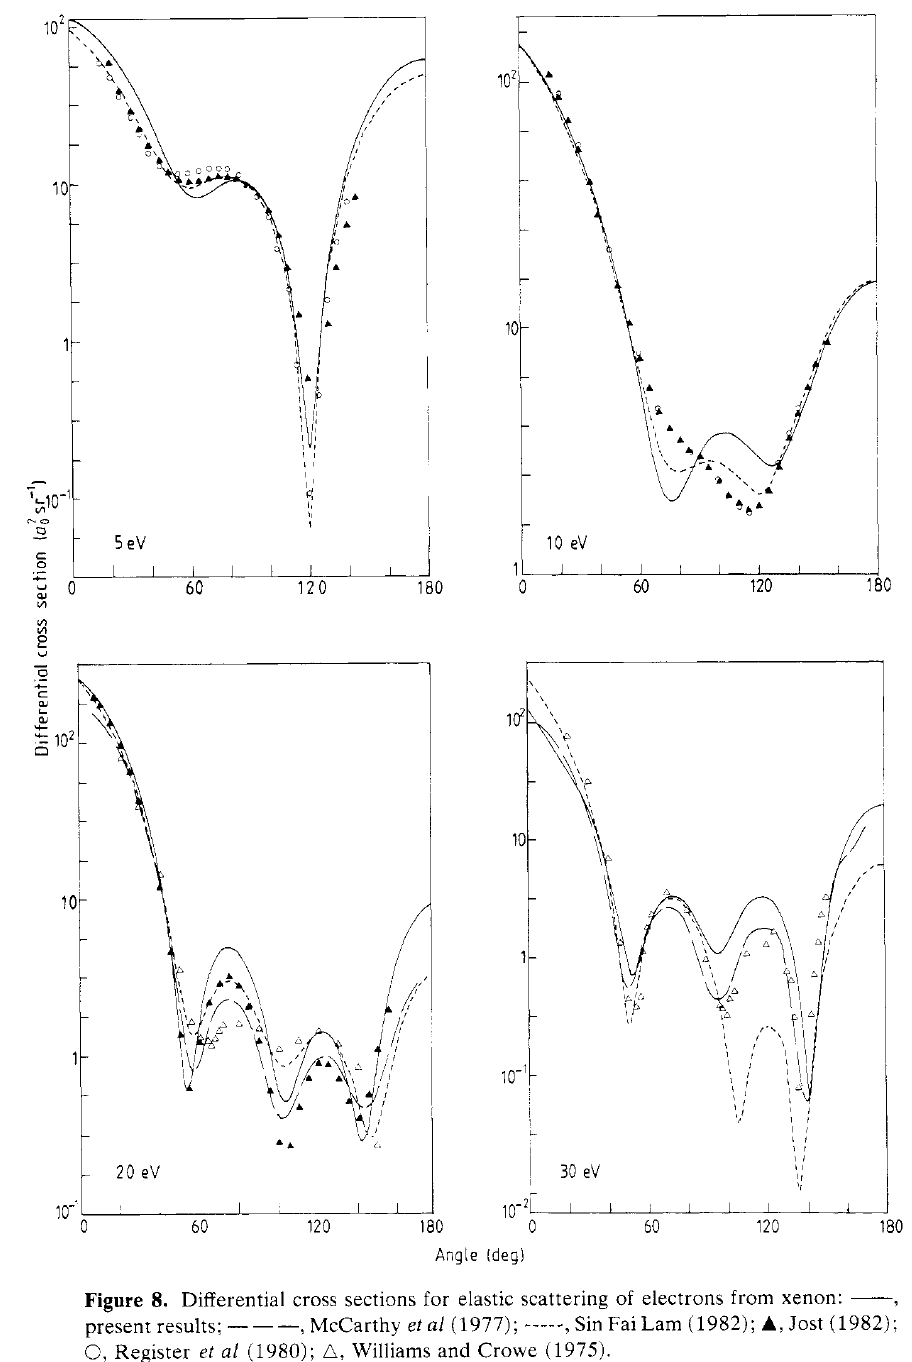 10²
10
1
10⁻¹
5 eV
0 60 120 180
10²
10
1
10 eV
0 60 120 180
Differential cross section (a₀² sr⁻¹)
10²
10
1
10⁻¹
20 eV
0 60 120 180
10²
10
1
10⁻¹
10⁻²
30 eV
0 60 120 180
Angle (deg)
Figure 8. Differential cross sections for elastic scattering of electrons from xenon: ——,
present results; — — —, McCarthy et al (1977); -----, Sin Fai Lam (1982); ▲, Jost (1982);
○, Register et al (1980); △, Williams and Crowe (1975).